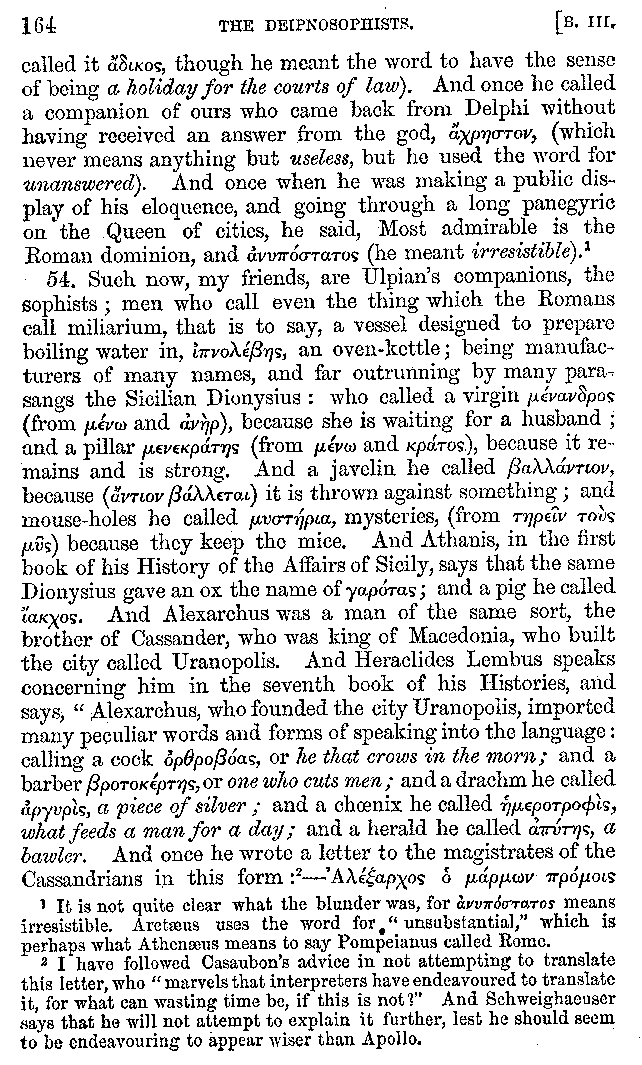 164 THE DEIPNOSOPHISTS. [B. III.
called it ἄδικος, though he meant the word to have the sense
of being a holiday for the courts of law). And once he called
a companion of ours who came back from Delphi without
having received an answer from the god, ἄχρηστον, (which
never means anything but useless, but he used the word for
unanswered). And once when he was making a public dis-
play of his eloquence, and going through a long panegyric
on the Queen of cities, he said, Most admirable is the
Roman dominion, and ἀνυπόστατος (he meant irresistible).¹
54. Such now, my friends, are Ulpian's companions, the
sophists ; men who call even the thing which the Romans
call miliarium, that is to say, a vessel designed to prepare
boiling water in, ἰπνολέβης, an oven-kettle ; being manufac-
turers of many names, and far outrunning by many para-
sangs the Sicilian Dionysius : who called a virgin μένανδρος
(from μένω and ἀνὴρ), because she is waiting for a husband ;
and a pillar μενεκράτης (from μένω and κράτος), because it re-
mains and is strong. And a javelin he called βαλλάντιον,
because (ἄντιον βάλλεται) it is thrown against something ; and
mouse-holes he called μυστήρια, mysteries, (from τηρεῖν τοὺς
μῦς) because they keep the mice. And Athanis, in the first
book of his History of the Affairs of Sicily, says that the same
Dionysius gave an ox the name of γαρότας ; and a pig he called
ἴακχος. And Alexarchus was a man of the same sort, the
brother of Cassander, who was king of Macedonia, who built
the city called Uranopolis. And Heraclides Lembus speaks
concerning him in the seventh book of his Histories, and
says, “ Alexarchus, who founded the city Uranopolis, imported
many peculiar words and forms of speaking into the language :
calling a cock ὀρθροβόας, or he that crows in the morn ; and a
barber βροτοκέρτης, or one who cuts men ; and a drachm he called
ἀργυρὶς, a piece of silver ; and a chœnix he called ἡμεροτροφὶς,
what feeds a man for a day ; and a herald he called ἀπύτης, a
bawler. And once he wrote a letter to the magistrates of the
Cassandrians in this form :²—Ἀλέξαρχος ὁ μάρμων πρόμοις
¹ It is not quite clear what the blunder was, for ἀνυπόστατος means
irresistible. Aretæus uses the word for “ unsubstantial,” which is
perhaps what Athenæus means to say Pompeianus called Rome.
² I have followed Casaubon's advice in not attempting to translate
this letter, who “ marvels that interpreters have endeavoured to translate
it, for what can wasting time be, if this is not ?” And Schweighaeuser
says that he will not attempt to explain it further, lest he should seem
to be endeavouring to appear wiser than Apollo.